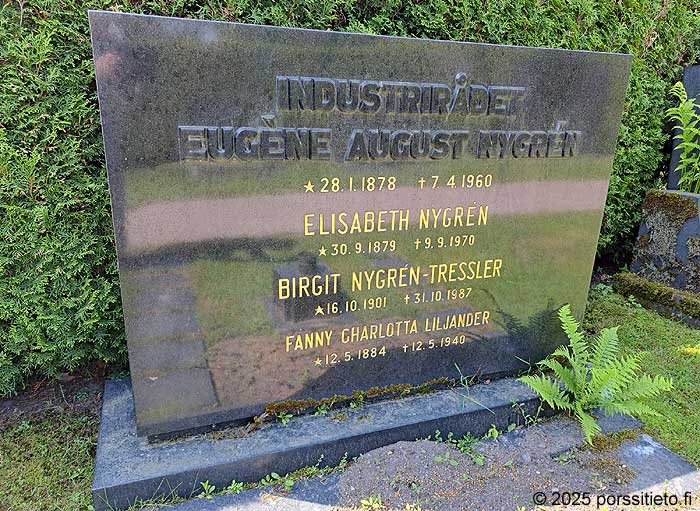 INDUSTRIRÅDET
EUGÈNE AUGUST NYGRÉN
★ 28.1.1878 ✝ 7.4.1960
ELISABETH NYGRÉN
★ 30.9.1879 ✝ 9.9.1970
BIRGIT NYGRÉN-TRESSLER
★ 16.10.1901 ✝ 31.10.1987
FANNY CHARLOTTA LILJANDER
★ 12.5.1884 ✝ 12.5.1940
© 2025 porssitieto.fi